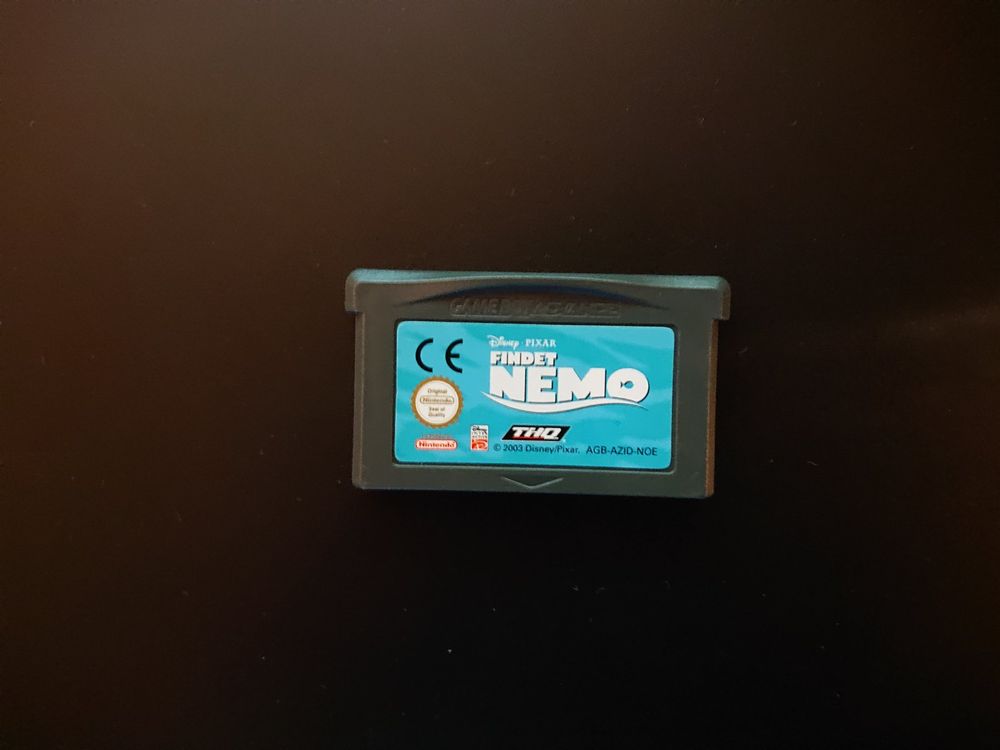 GAME BOY ADVANCE
CE
Disney · PIXAR
FINDET
NEMO
Original
Nintendo
Seal of
Quality
Nintendo
THQ
© 2003 Disney/Pixar. AGB-AZID-NOE